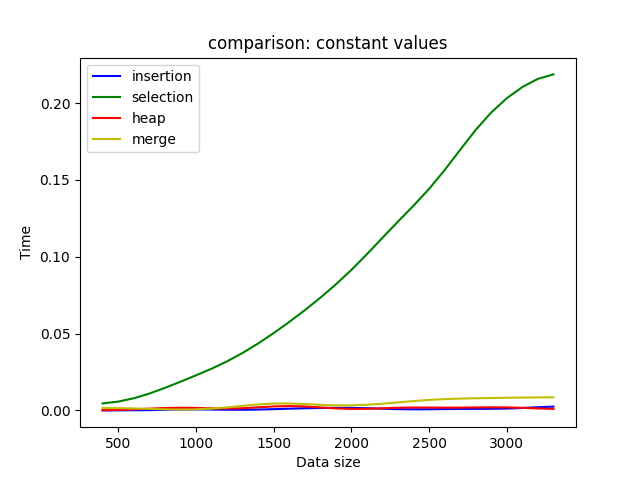 comparison: constant values
insertion
selection
heap
merge
0.20
0.15
0.10
0.05
0.00
Time
500 1000 1500 2000 2500 3000
Data size